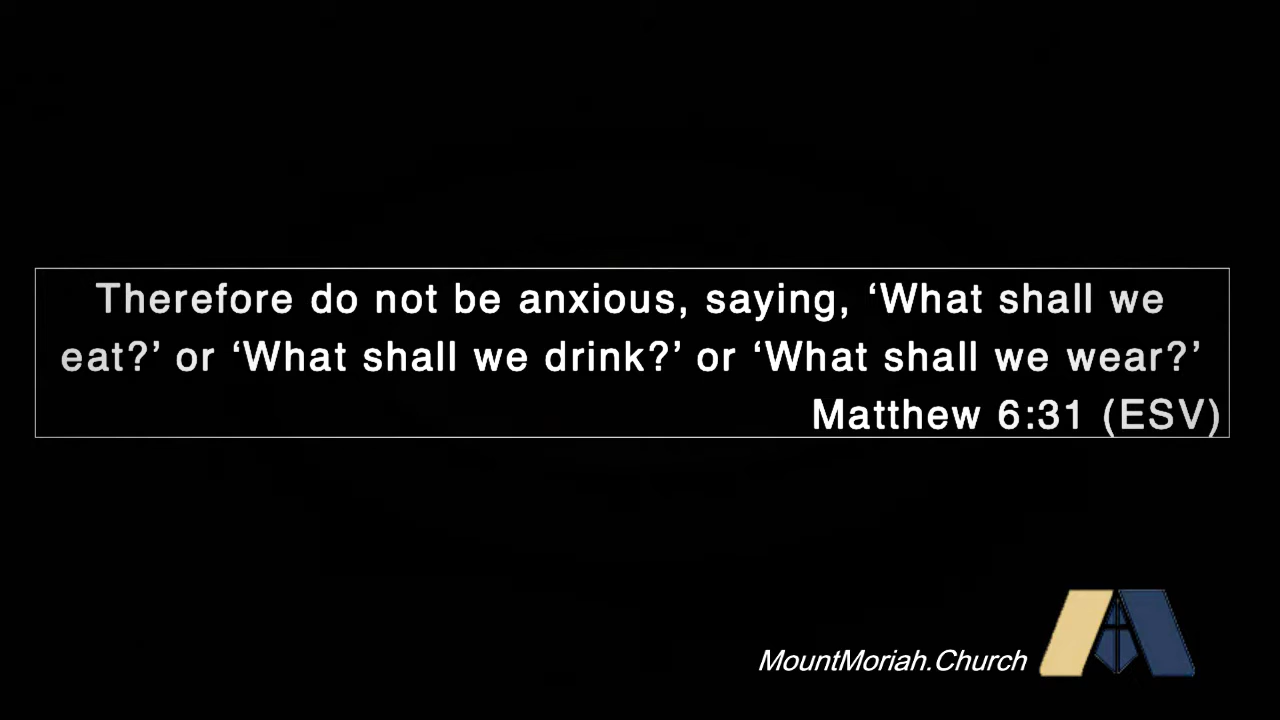 Therefore do not be anxious, saying, ‘What shall we
eat?’ or ‘What shall we drink?’ or ‘What shall we wear?’
Matthew 6:31 (ESV)
MountMoriah.Church